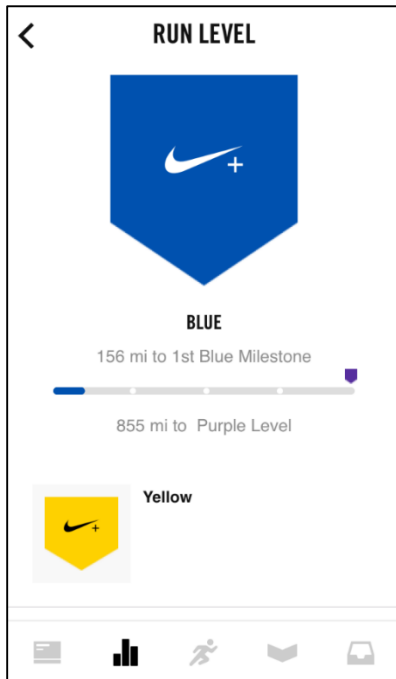 RUN LEVEL
BLUE
156 mi to 1st Blue Milestone
855 mi to Purple Level
Yellow